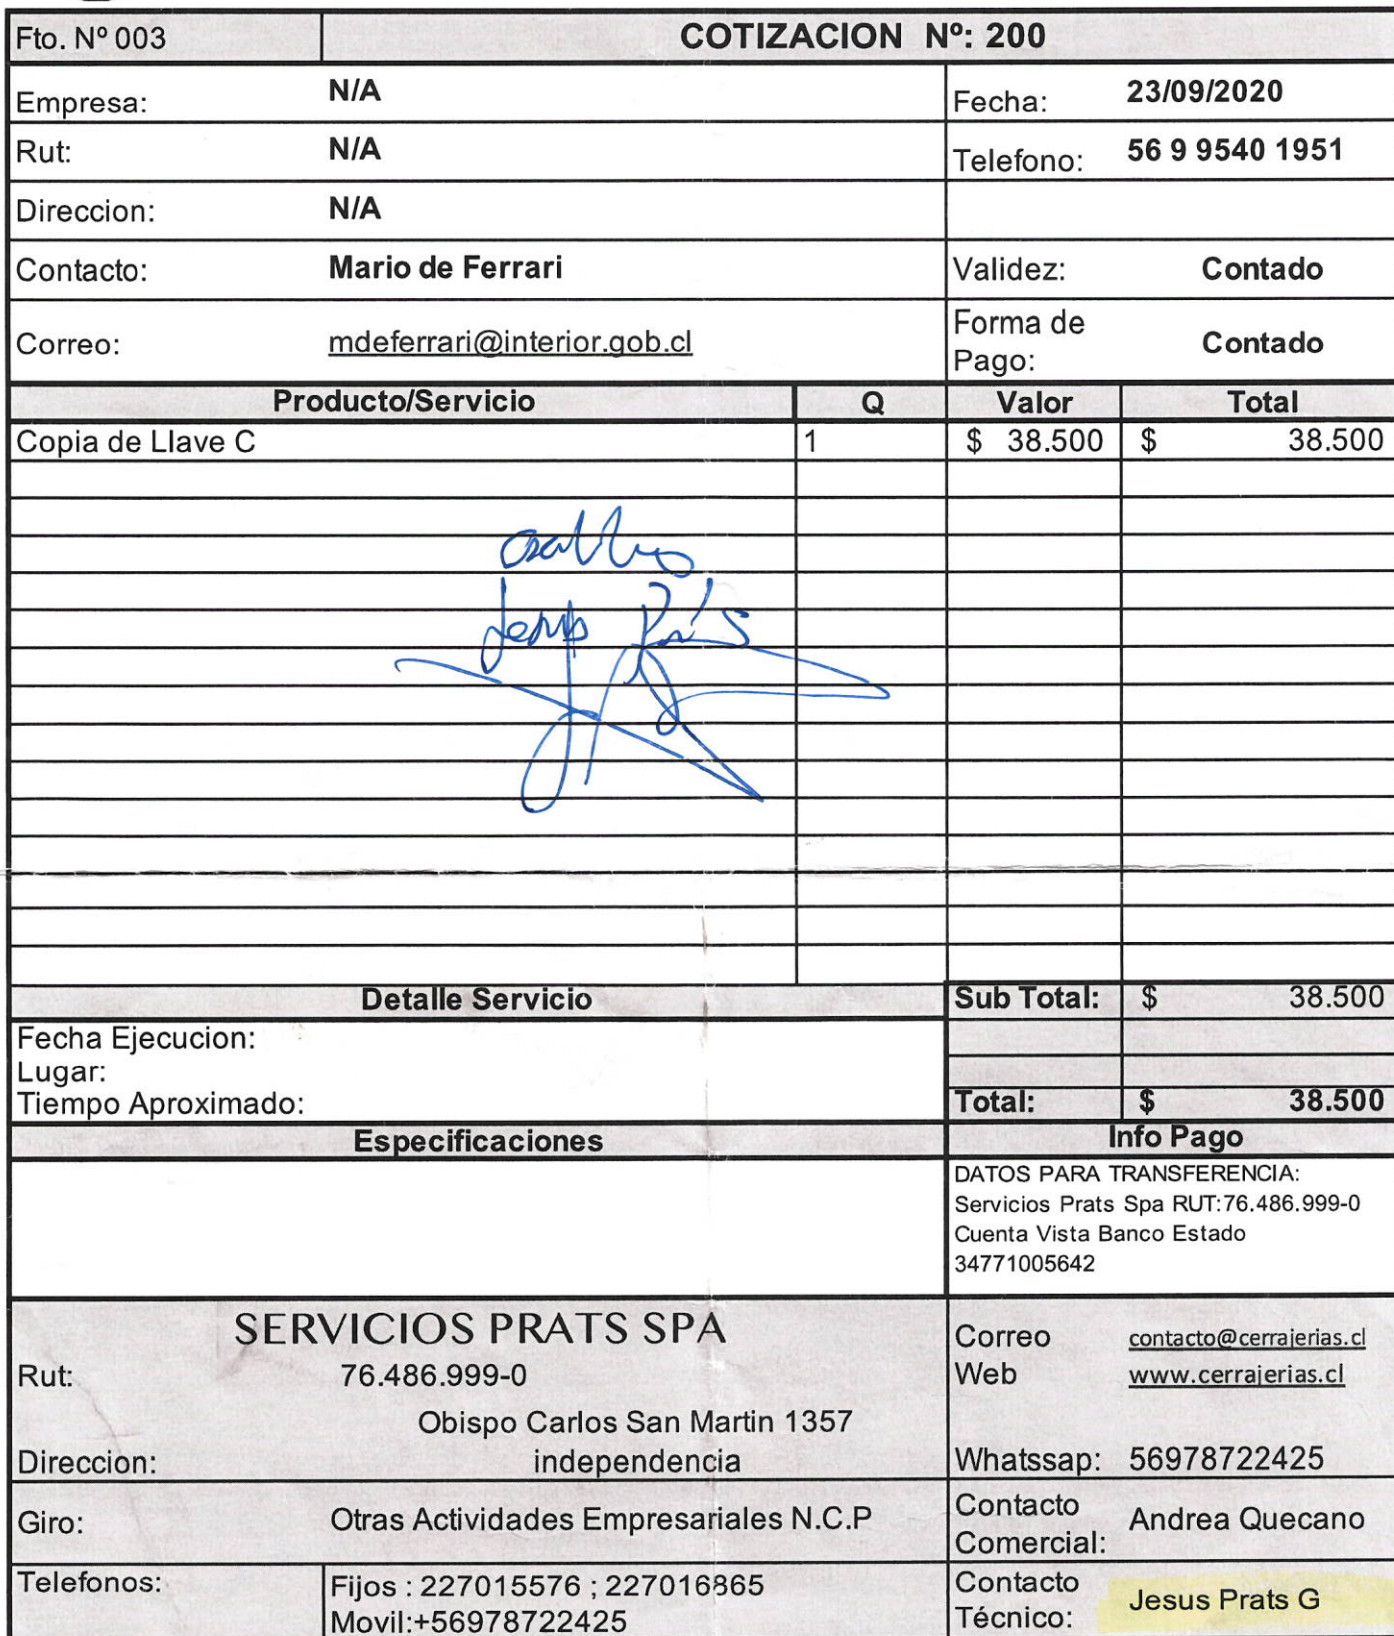 Fto. Nº 003 COTIZACION Nº: 200
Empresa: N/A Fecha: 23/09/2020
Rut: N/A Telefono: 56 9 9540 1951
Direccion: N/A
Contacto: Mario de Ferrari Validez: Contado
Correo: mdeferrari@interior.gob.cl Forma de Pago: Contado
Producto/Servicio Q Valor Total
Copia de Llave C 1 $ 38.500 $ 38.500
Jesus Prats
Detalle Servicio Sub Total: $ 38.500
Fecha Ejecucion:
Lugar:
Tiempo Aproximado:
Total: $ 38.500
Especificaciones Info Pago
DATOS PARA TRANSFERENCIA:
Servicios Prats Spa RUT:76.486.999-0
Cuenta Vista Banco Estado
34771005642
SERVICIOS PRATS SPA
Correo contacto@cerrajerias.cl
Rut: 76.486.999-0 Web www.cerrajerias.cl
Obispo Carlos San Martin 1357
Direccion: independencia Whatssap: 56978722425
Giro: Otras Actividades Empresariales N.C.P Contacto Comercial: Andrea Quecano
Telefonos: Fijos : 227015576 ; 227016865
Movil:+56978722425
Contacto Técnico: Jesus Prats G